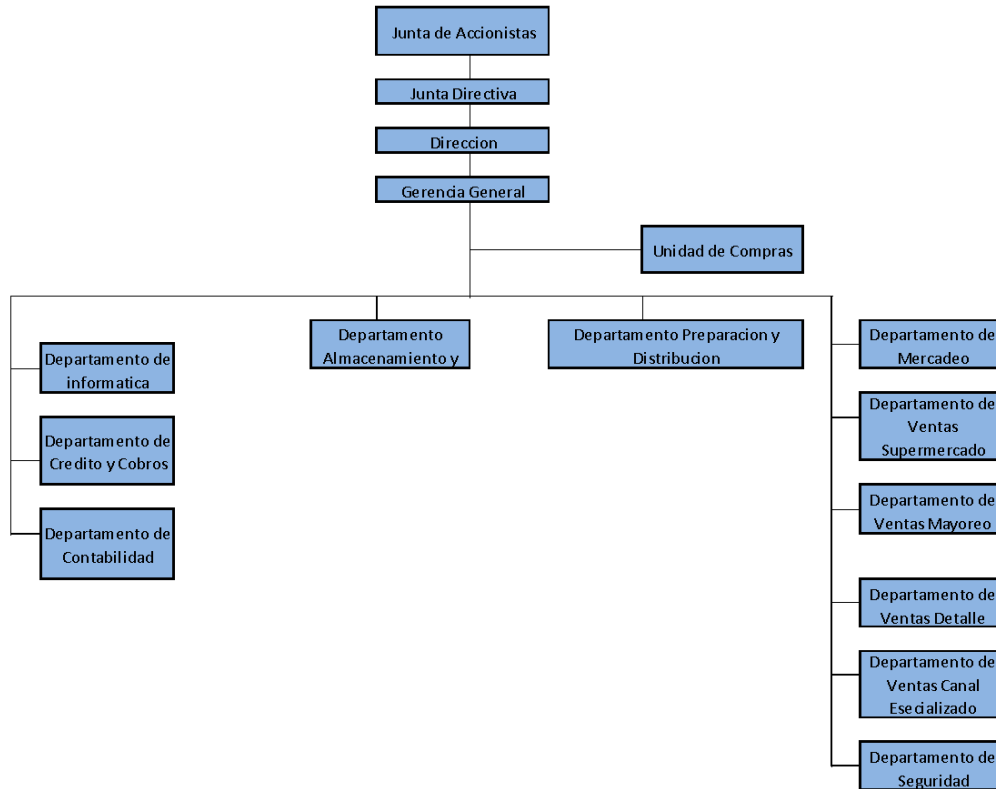 Junta de Accionistas
Junta Directiva
Direccion
Gerencia General
Unidad de Compras
Departamento
Almacenamiento y
Departamento Preparacion y
Distribucion
Departamento de
informatica
Departamento de
Credito y Cobros
Departamento de
Contabilidad
Departamento de
Mercadeo
Departamento de
Ventas
Supermercado
Departamento de
Ventas Mayoreo
Departamento de
Ventas Detalle
Departamento de
Ventas Canal
Esecializado
Departamento de
Seguridad